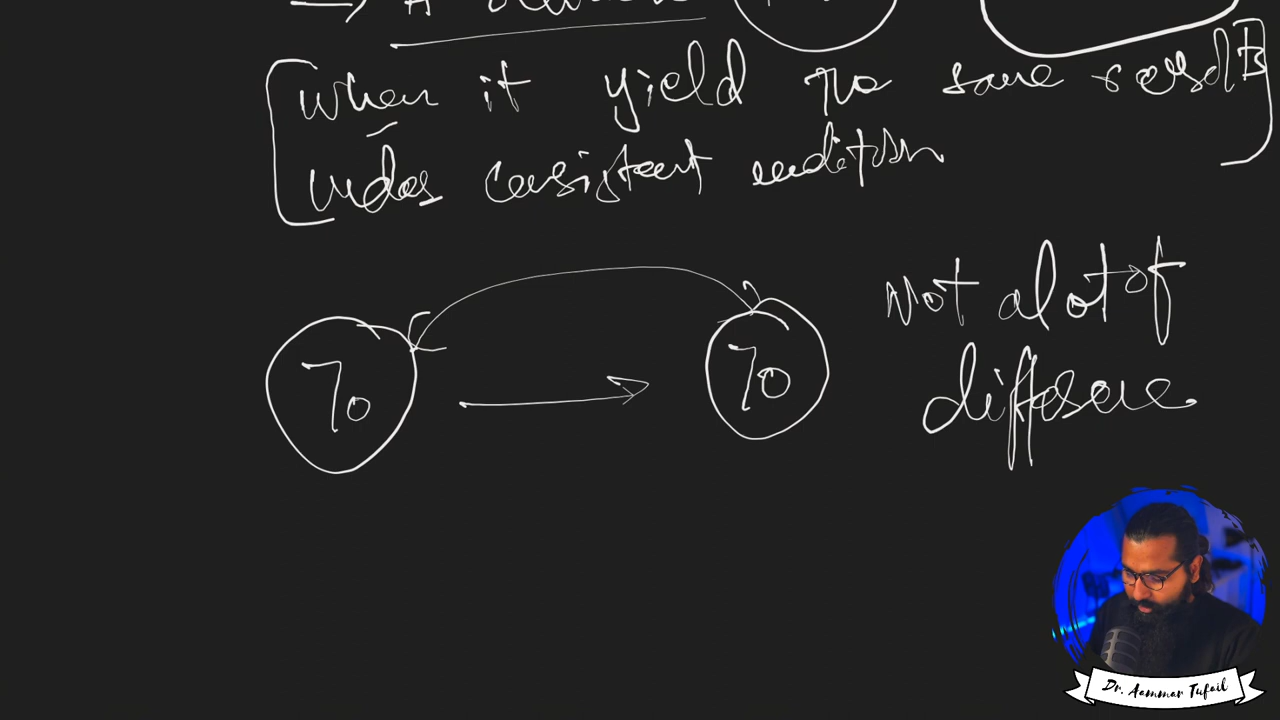 when it yield the same results
under consistent condition
70
70
Not a lot of
difference
Dr. Aammar Tufail